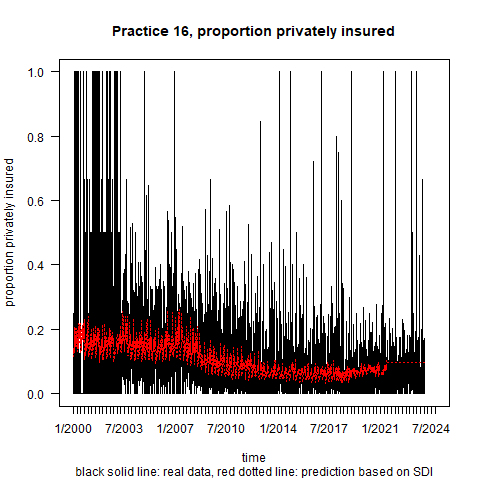 Practice 16, proportion privately insured
proportion privately insured
1.0
0.8
0.6
0.4
0.2
0.0
1/2000 7/2003 1/2007 7/2010 1/2014 7/2017 1/2021 7/2024
time
black solid line: real data, red dotted line: prediction based on SDI